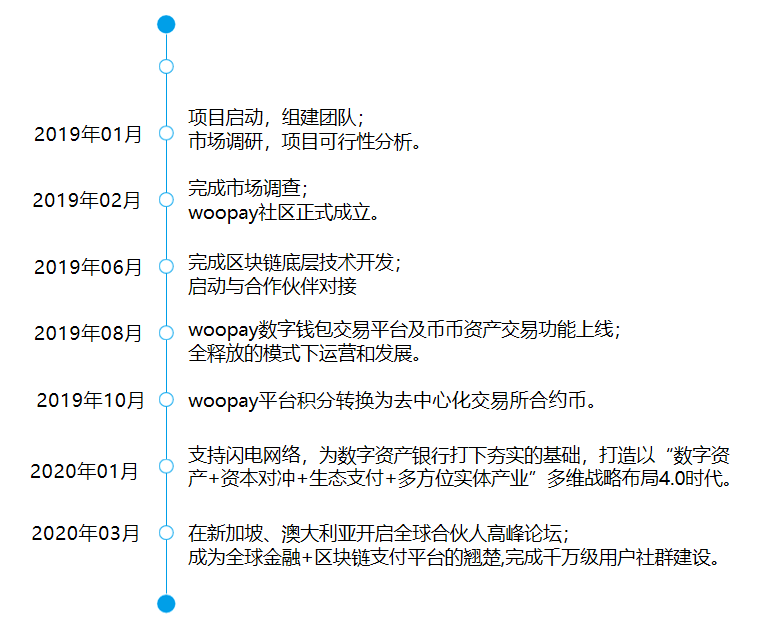 2019年01月
项目启动，组建团队；
市场调研，项目可行性分析。
2019年02月
完成市场调查；
woopay社区正式成立。
2019年06月
完成区块链底层技术开发；
启动与合作伙伴对接
2019年08月
woopay数字钱包交易平台及币币资产交易功能上线；
全释放的模式下运营和发展。
2019年10月
woopay平台积分转换为去中心化交易所合约币。
2020年01月
支持闪电网络，为数字资产银行打下夯实的基础，打造以“数字资
产+资本对冲+生态支付+多方位实体产业”多维战略布局4.0时代。
2020年03月
在新加坡、澳大利亚开启全球合伙人高峰论坛；
成为全球金融+区块链支付平台的翘楚,完成千万级用户社群建设。